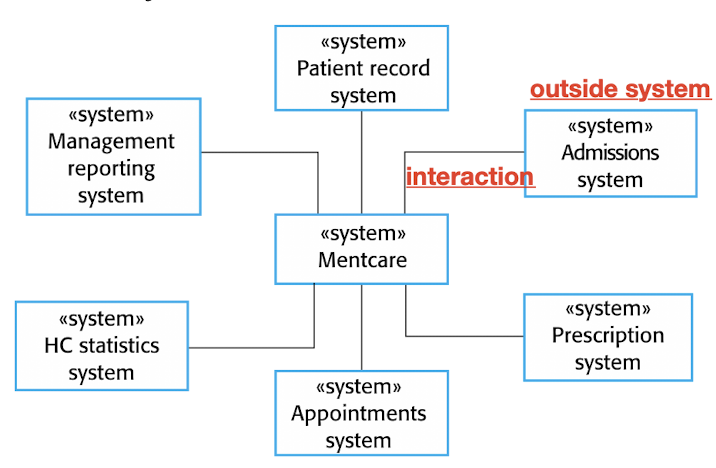 «system»
Patient record
system
outside system
«system»
Management
reporting
system
«system»
Admissions
system
interaction
«system»
Mentcare
«system»
HC statistics
system
«system»
Prescription
system
«system»
Appointments
system